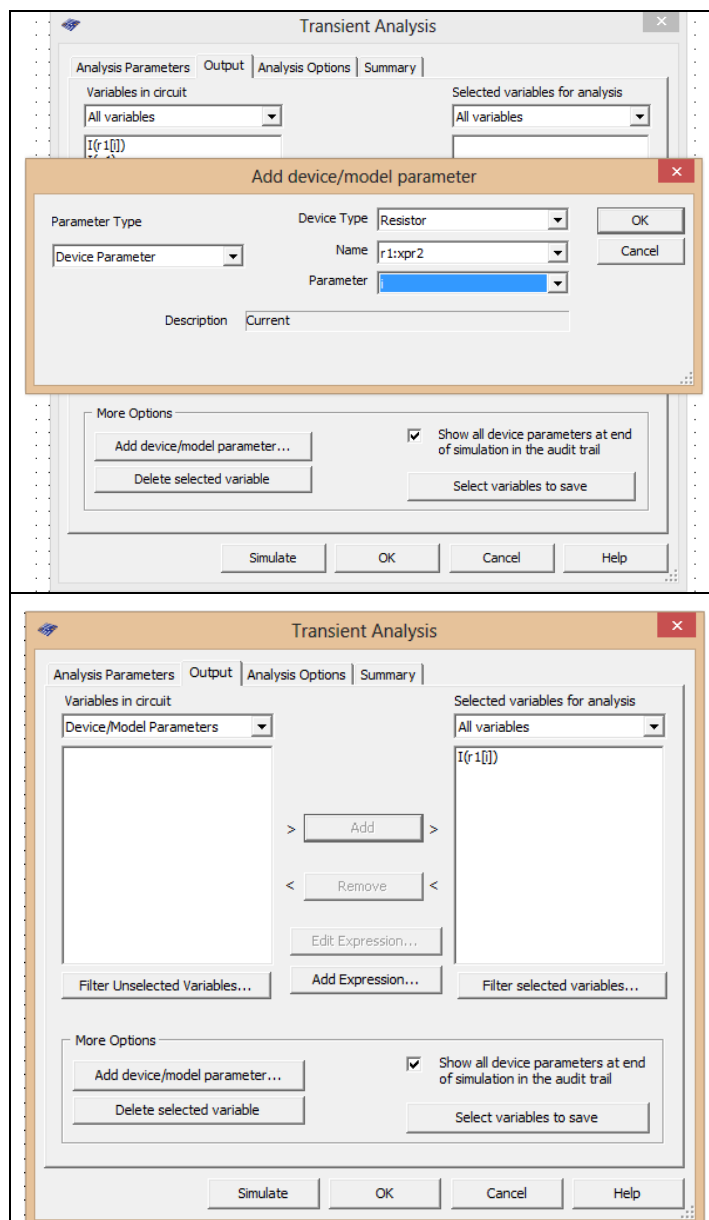 Transient Analysis
Analysis Parameters Output Analysis Options Summary
Variables in circuit Selected variables for analysis
All variables All variables
I(r1[i])
Add device/model parameter
Parameter Type Device Type Resistor OK
Device Parameter Name r1:xpr2 Cancel
Parameter i
Description Current
More Options
Add device/model parameter... Show all device parameters at end
of simulation in the audit trail
Delete selected variable Select variables to save
Simulate OK Cancel Help
Transient Analysis
Analysis Parameters Output Analysis Options Summary
Variables in circuit Selected variables for analysis
Device/Model Parameters All variables
I(r1[i])
> Add >
< Remove <
Edit Expression...
Filter Unselected Variables... Add Expression... Filter selected variables...
More Options
Add device/model parameter... Show all device parameters at end
of simulation in the audit trail
Delete selected variable Select variables to save
Simulate OK Cancel Help